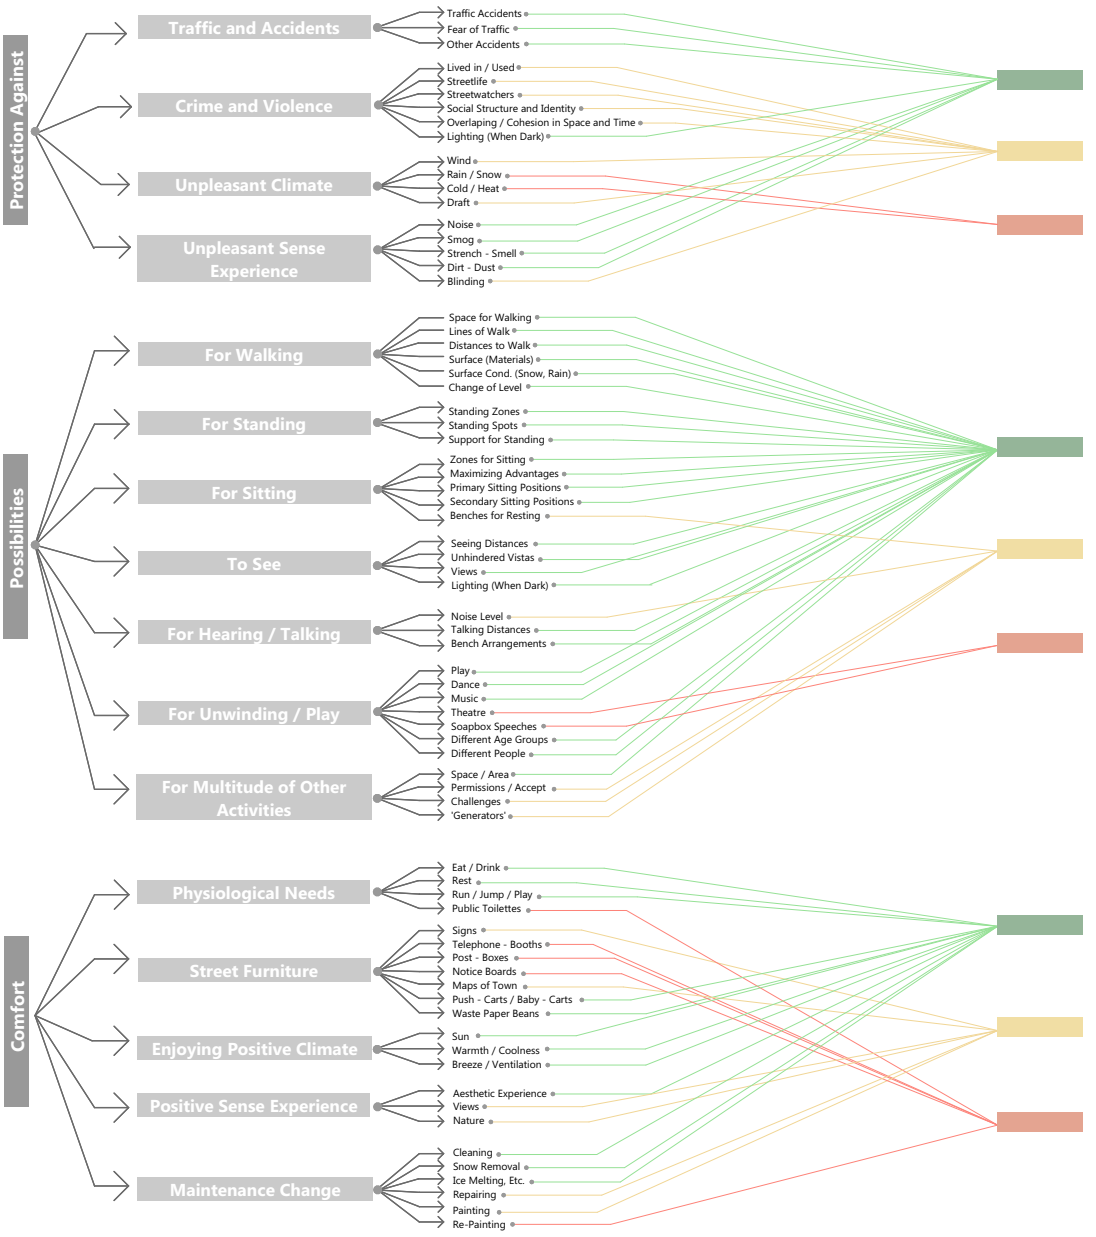 Protection Against
Traffic and Accidents
Traffic Accidents
Fear of Traffic
Other Accidents
Crime and Violence
Lived in / Used
Streetlife
Streetwatchers
Social Structure and Identity
Overlaping / Cohesion in Space and Time
Lighting (When Dark)
Unpleasant Climate
Wind
Rain / Snow
Cold / Heat
Draft
Unpleasant Sense
Experience
Noise
Smog
Strench - Smell
Dirt - Dust
Blinding
Possibilities
For Walking
Space for Walking
Lines of Walk
Distances to Walk
Surface (Materials)
Surface Cond. (Snow, Rain)
Change of Level
For Standing
Standing Zones
Standing Spots
Support for Standing
For Sitting
Zones for Sitting
Maximizing Advantages
Primary Sitting Positions
Secondary Sitting Positions
Benches for Resting
To See
Seeing Distances
Unhindered Vistas
Views
Lighting (When Dark)
For Hearing / Talking
Noise Level
Talking Distances
Bench Arrangements
For Unwinding / Play
Play
Dance
Music
Theatre
Soapbox Speeches
Different Age Groups
Different People
For Multitude of Other
Activities
Space / Area
Permissions / Accept
Challenges
'Generators'
Comfort
Physiological Needs
Eat / Drink
Rest
Run / Jump / Play
Public Toilettes
Street Furniture
Signs
Telephone - Booths
Post - Boxes
Notice Boards
Maps of Town
Push - Carts / Baby - Carts
Waste Paper Beans
Enjoying Positive Climate
Sun
Warmth / Coolness
Breeze / Ventilation
Positive Sense Experience
Aesthetic Experience
Views
Nature
Maintenance Change
Cleaning
Snow Removal
Ice Melting, Etc.
Repairing
Painting
Re-Painting